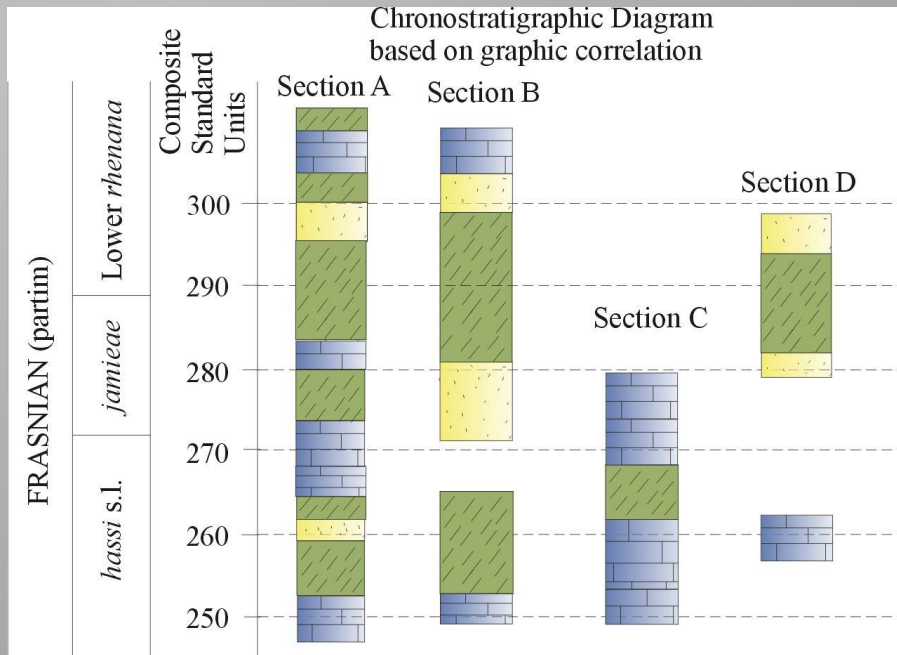 Chronostratigraphic Diagram
based on graphic correlation
Composite
Standard
Units
Section A
Section B
Section C
Section D
FRASNIAN (partim)
Lower rhenana
jamieae
hassi s.l.
300
290
280
270
260
250